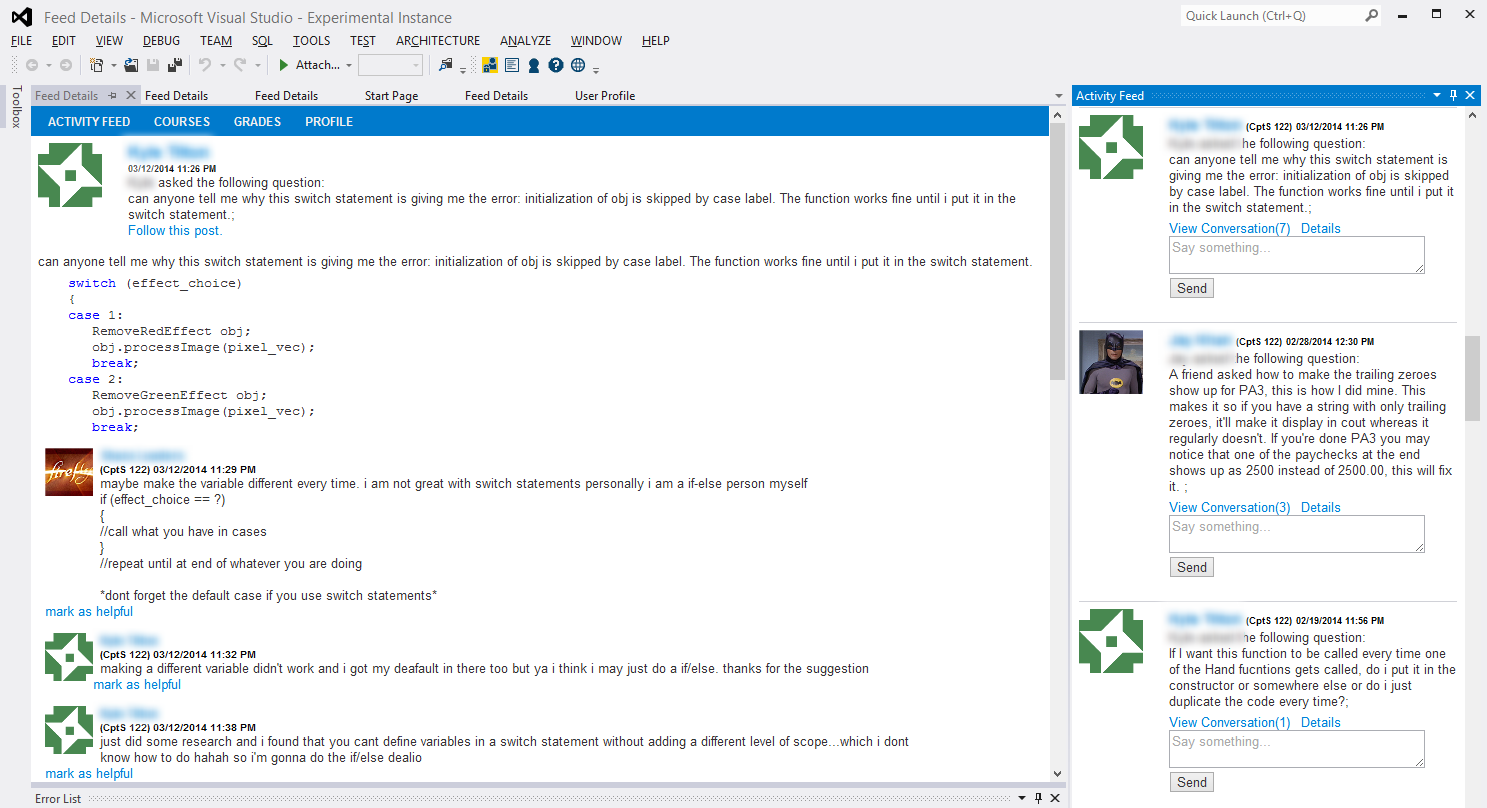 Feed Details - Microsoft Visual Studio - Experimental Instance
Quick Launch (Ctrl+Q)
FILE EDIT VIEW DEBUG TEAM SQL TOOLS TEST ARCHITECTURE ANALYZE WINDOW HELP
Attach...
Toolbox
Feed Details Feed Details Feed Details Start Page Feed Details User Profile
ACTIVITY FEED COURSES GRADES PROFILE
03/12/2014 11:26 PM
asked the following question:
can anyone tell me why this switch statement is giving me the error: initialization of obj is skipped by case label. The function works fine until i put it in the
switch statement.;
Follow this post.
can anyone tell me why this switch statement is giving me the error: initialization of obj is skipped by case label. The function works fine until i put it in the switch statement.
switch (effect_choice)
{
case 1:
RemoveRedEffect obj;
obj.processImage(pixel_vec);
break;
case 2:
RemoveGreenEffect obj;
obj.processImage(pixel_vec);
break;
firefly
(CptS 122) 03/12/2014 11:29 PM
maybe make the variable different every time. i am not great with switch statements personally i am a if-else person myself
if (effect_choice == ?)
{
//call what you have in cases
}
//repeat until at end of whatever you are doing
*dont forget the default case if you use switch statements*
mark as helpful
(CptS 122) 03/12/2014 11:32 PM
making a different variable didn't work and i got my deafault in there too but ya i think i may just do a if/else. thanks for the suggestion
mark as helpful
(CptS 122) 03/12/2014 11:38 PM
just did some research and i found that you cant define variables in a switch statement without adding a different level of scope...which i dont
know how to do hahah so i'm gonna do the if/else dealio
mark as helpful
Error List
Activity Feed
(CptS 122) 03/12/2014 11:26 PM
he following question:
can anyone tell me why this switch statement is
giving me the error: initialization of obj is skipped
by case label. The function works fine until i put it
in the switch statement.;
View Conversation(7) Details
Say something...
Send
(CptS 122) 02/28/2014 12:30 PM
he following question:
A friend asked how to make the trailing zeroes
show up for PA3, this is how I did mine. This
makes it so if you have a string with only trailing
zeroes, it'll make it display in cout whereas it
regularly doesn't. If you're done PA3 you may
notice that one of the paychecks at the end
shows up as 2500 instead of 2500.00, this will fix
it. ;
View Conversation(3) Details
Say something...
Send
(CptS 122) 02/19/2014 11:56 PM
he following question:
If I want this function to be called every time one
of the Hand fucntions gets called, do i put it in the
constructor or somewhere else or do i just
duplicate the code every time?;
View Conversation(1) Details
Say something...
Send